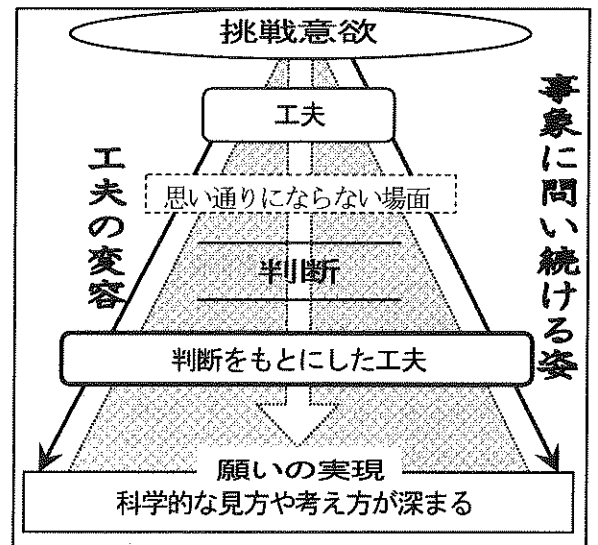 挑戦意欲
工夫
思い通りにならない場面
判断
判断をもとにした工夫
願いの実現
科学的な見方や考え方が深まる
工夫の変容
事象に問い続ける姿